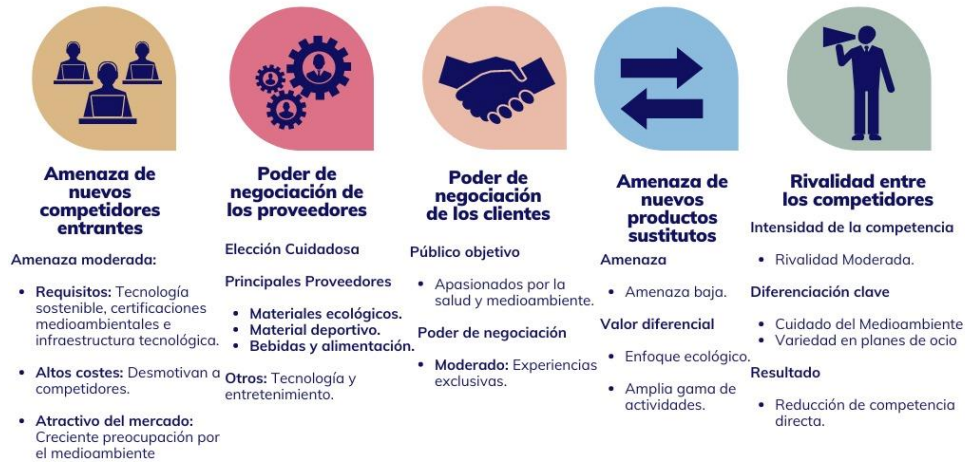 Amenaza de
nuevos
competidores
entrantes
Amenaza moderada:
• Requisitos: Tecnología
sostenible, certificaciones
medioambientales e
infraestructura tecnológica.
• Altos costes: Desmotivan a
competidores.
• Atractivo del mercado:
Creciente preocupación por
el medioambiente
Poder de
negociación de
los proveedores
Elección Cuidadosa
Principales Proveedores
• Materiales ecológicos.
• Material deportivo.
• Bebidas y alimentación.
Otros: Tecnología y
entretenimiento.
Poder de
negociación
de los clientes
Público objetivo
• Apasionados por la
salud y medioambiente.
Poder de negociación
• Moderado: Experiencias
exclusivas.
Amenaza de
nuevos
productos
sustitutos
Amenaza
• Amenaza baja.
Valor diferencial
• Enfoque ecológico.
• Amplia gama de
actividades.
Rivalidad entre
los competidores
Intensidad de la competencia
• Rivalidad Moderada.
Diferenciación clave
• Cuidado del Medioambiente
• Variedad en planes de ocio
Resultado
• Reducción de competencia
directa.